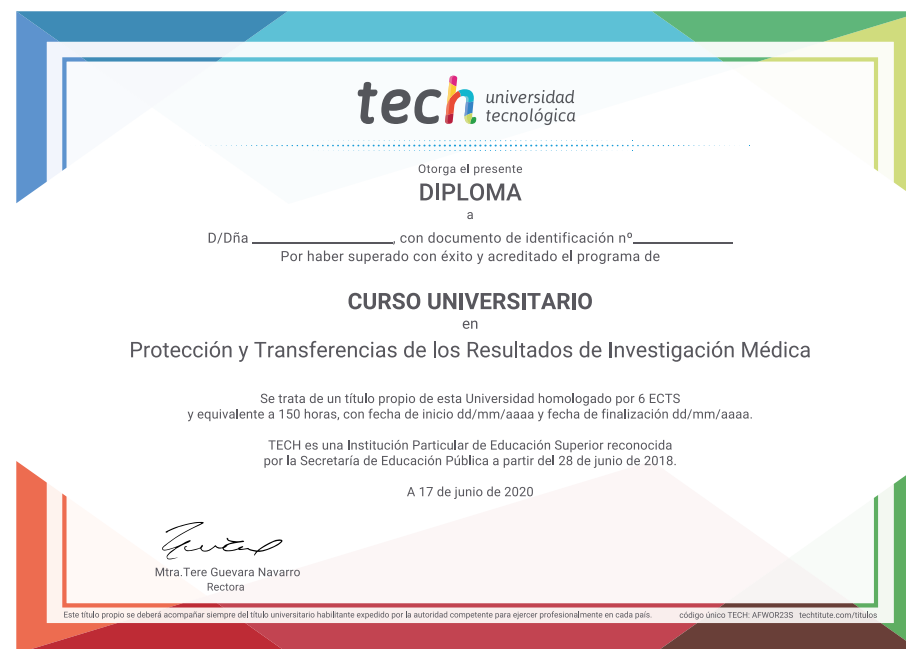 tech universidad
tecnológica
Otorga el presente
DIPLOMA
a
D/Dña ______________, con documento de identificación nº__________
Por haber superado con éxito y acreditado el programa de
CURSO UNIVERSITARIO
en
Protección y Transferencias de los Resultados de Investigación Médica
Se trata de un título propio de esta Universidad homologado por 6 ECTS
y equivalente a 150 horas, con fecha de inicio dd/mm/aaaa y fecha de finalización dd/mm/aaaa.
TECH es una Institución Particular de Educación Superior reconocida
por la Secretaría de Educación Pública a partir del 28 de junio de 2018.
A 17 de junio de 2020
Mtra.Tere Guevara Navarro
Rectora
Este título propio se deberá acompañar siempre del título universitario habilitante expedido por la autoridad competente para ejercer profesionalmente en cada país. código único TECH: AFWOR23S techtitute.com/titulos